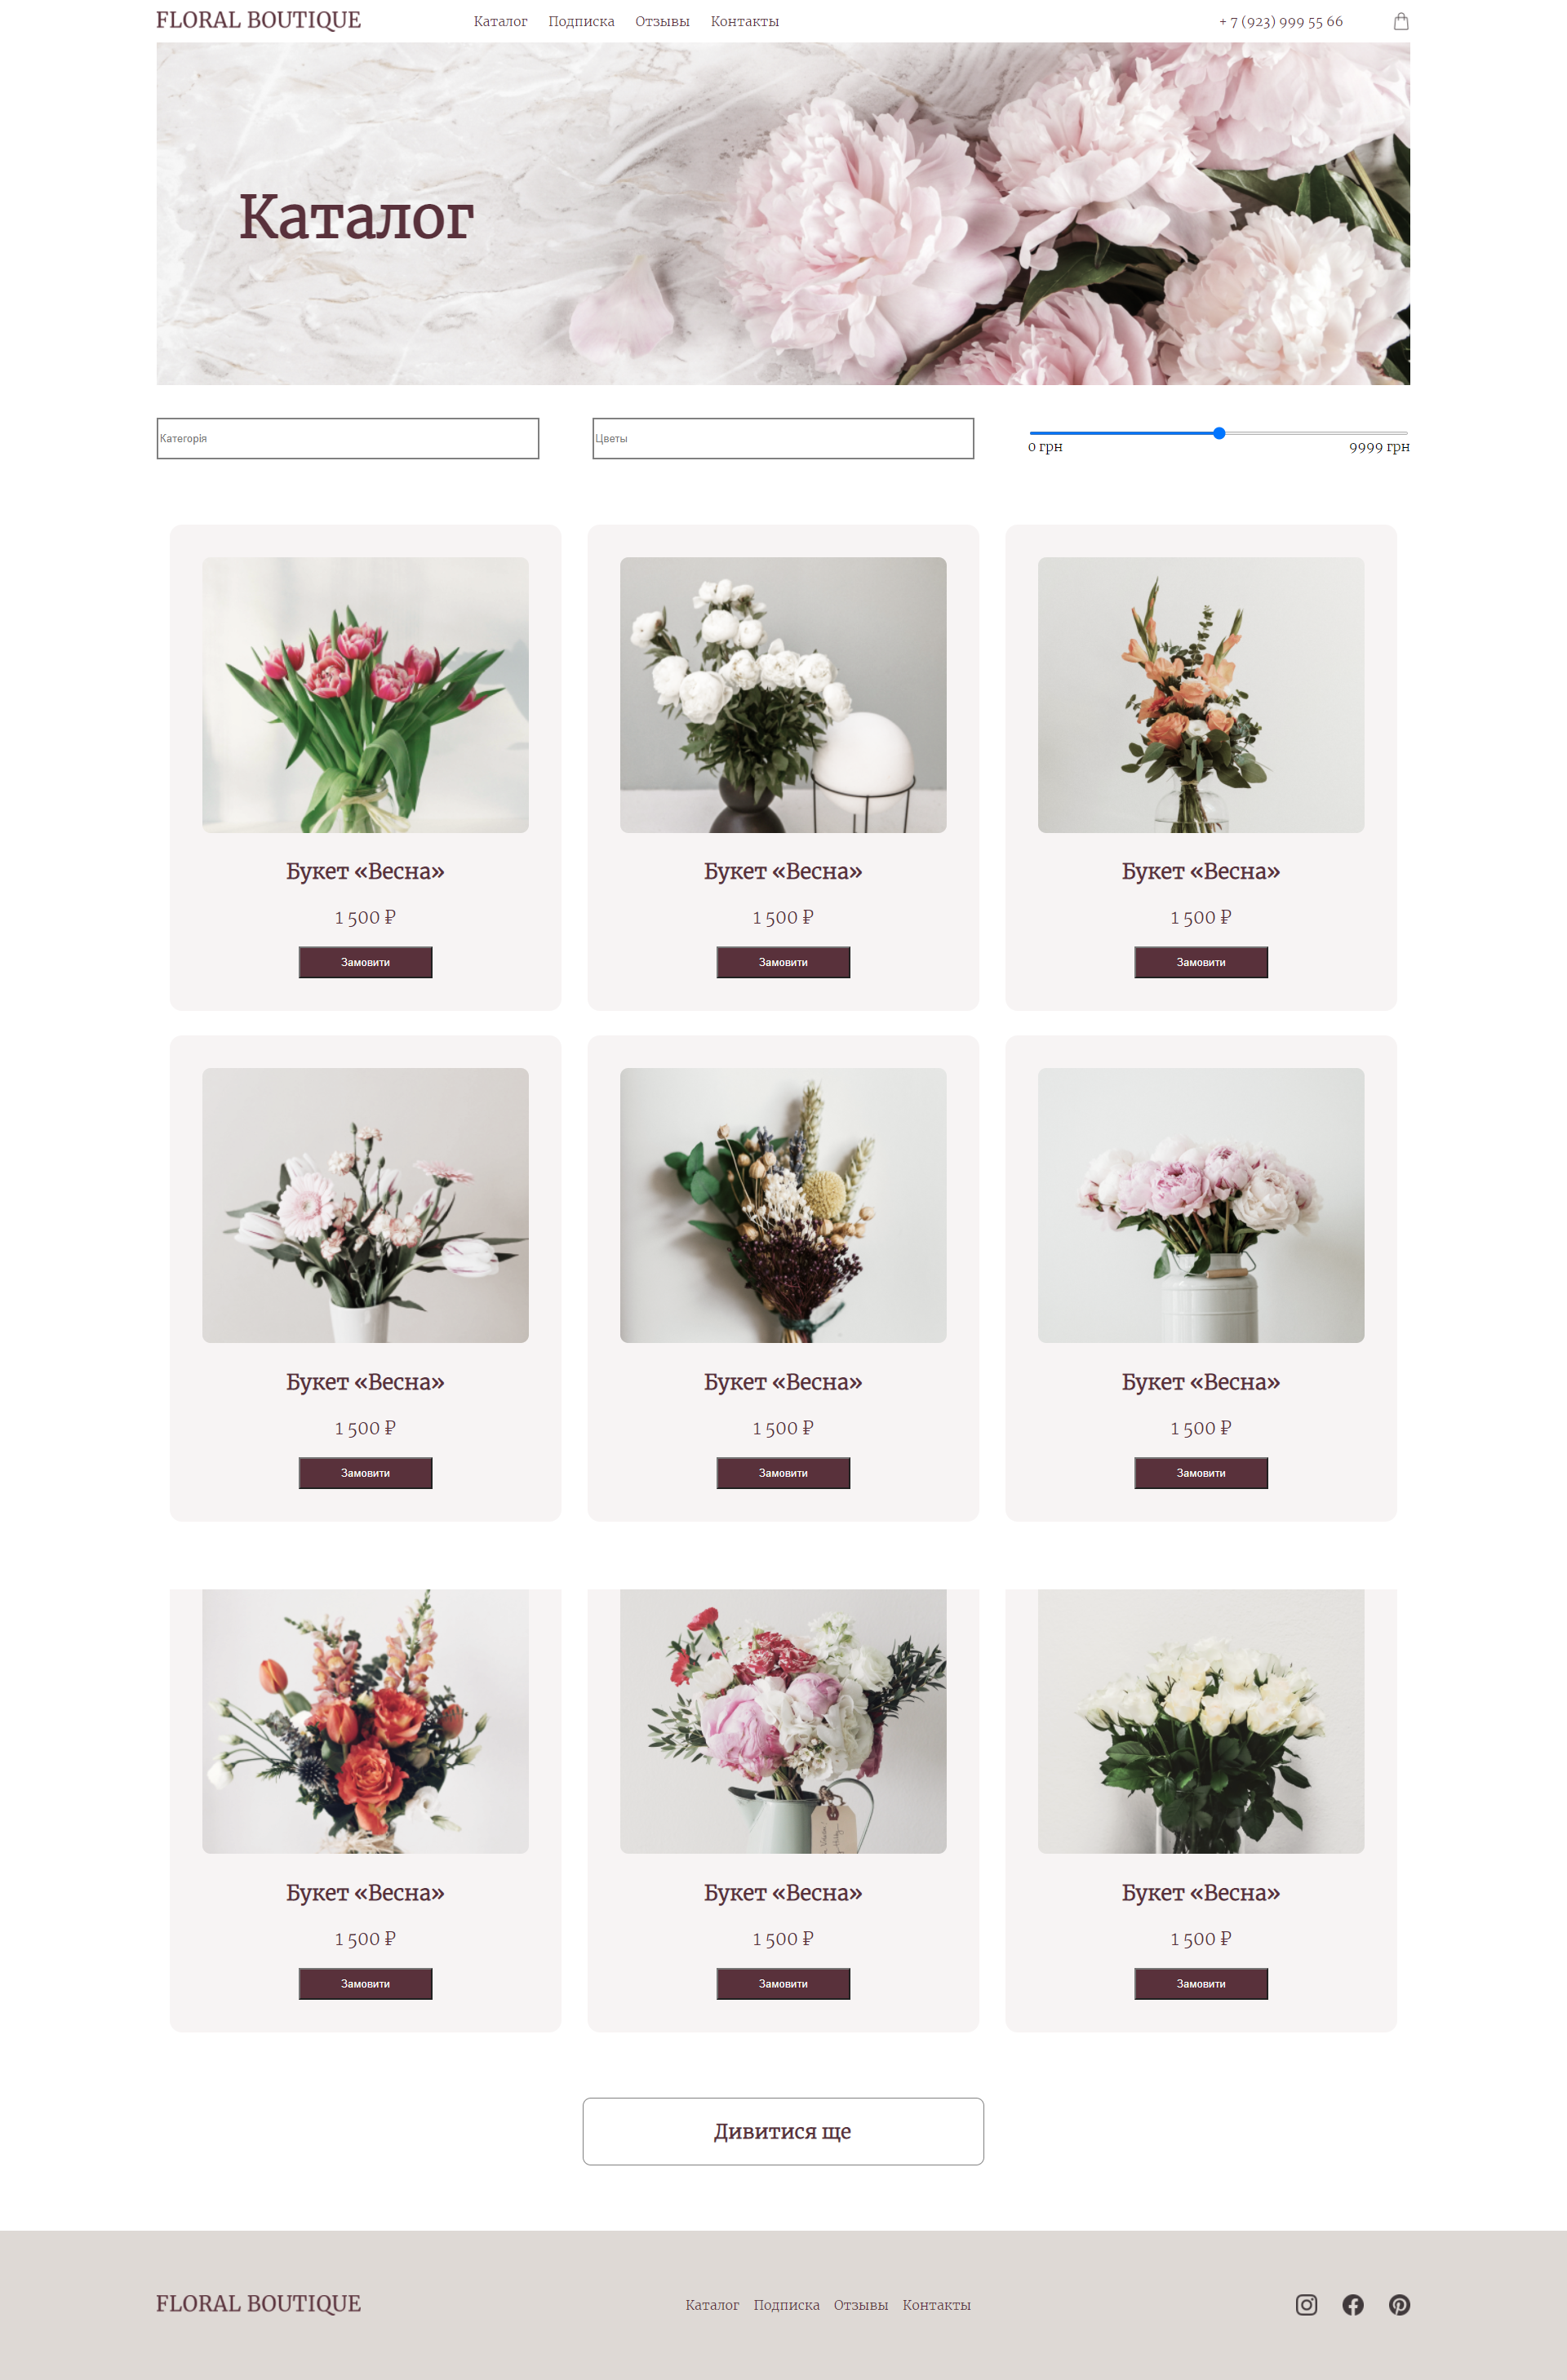 FLORAL BOUTIQUE
Каталог Подписка Отзывы Контакты
+ 7 (923) 999 55 66
Каталог
Категорія
Цветы
0 грн
9999 грн
Букет «Весна» Букет «Весна» Букет «Весна»
1 500 ₽ 1 500 ₽ 1 500 ₽
Замовити Замовити Замовити
Букет «Весна» Букет «Весна» Букет «Весна»
1 500 ₽ 1 500 ₽ 1 500 ₽
Замовити Замовити Замовити
Букет «Весна» Букет «Весна» Букет «Весна»
1 500 ₽ 1 500 ₽ 1 500 ₽
Замовити Замовити Замовити
Дивитися ще
FLORAL BOUTIQUE
Каталог Подписка Отзывы Контакты